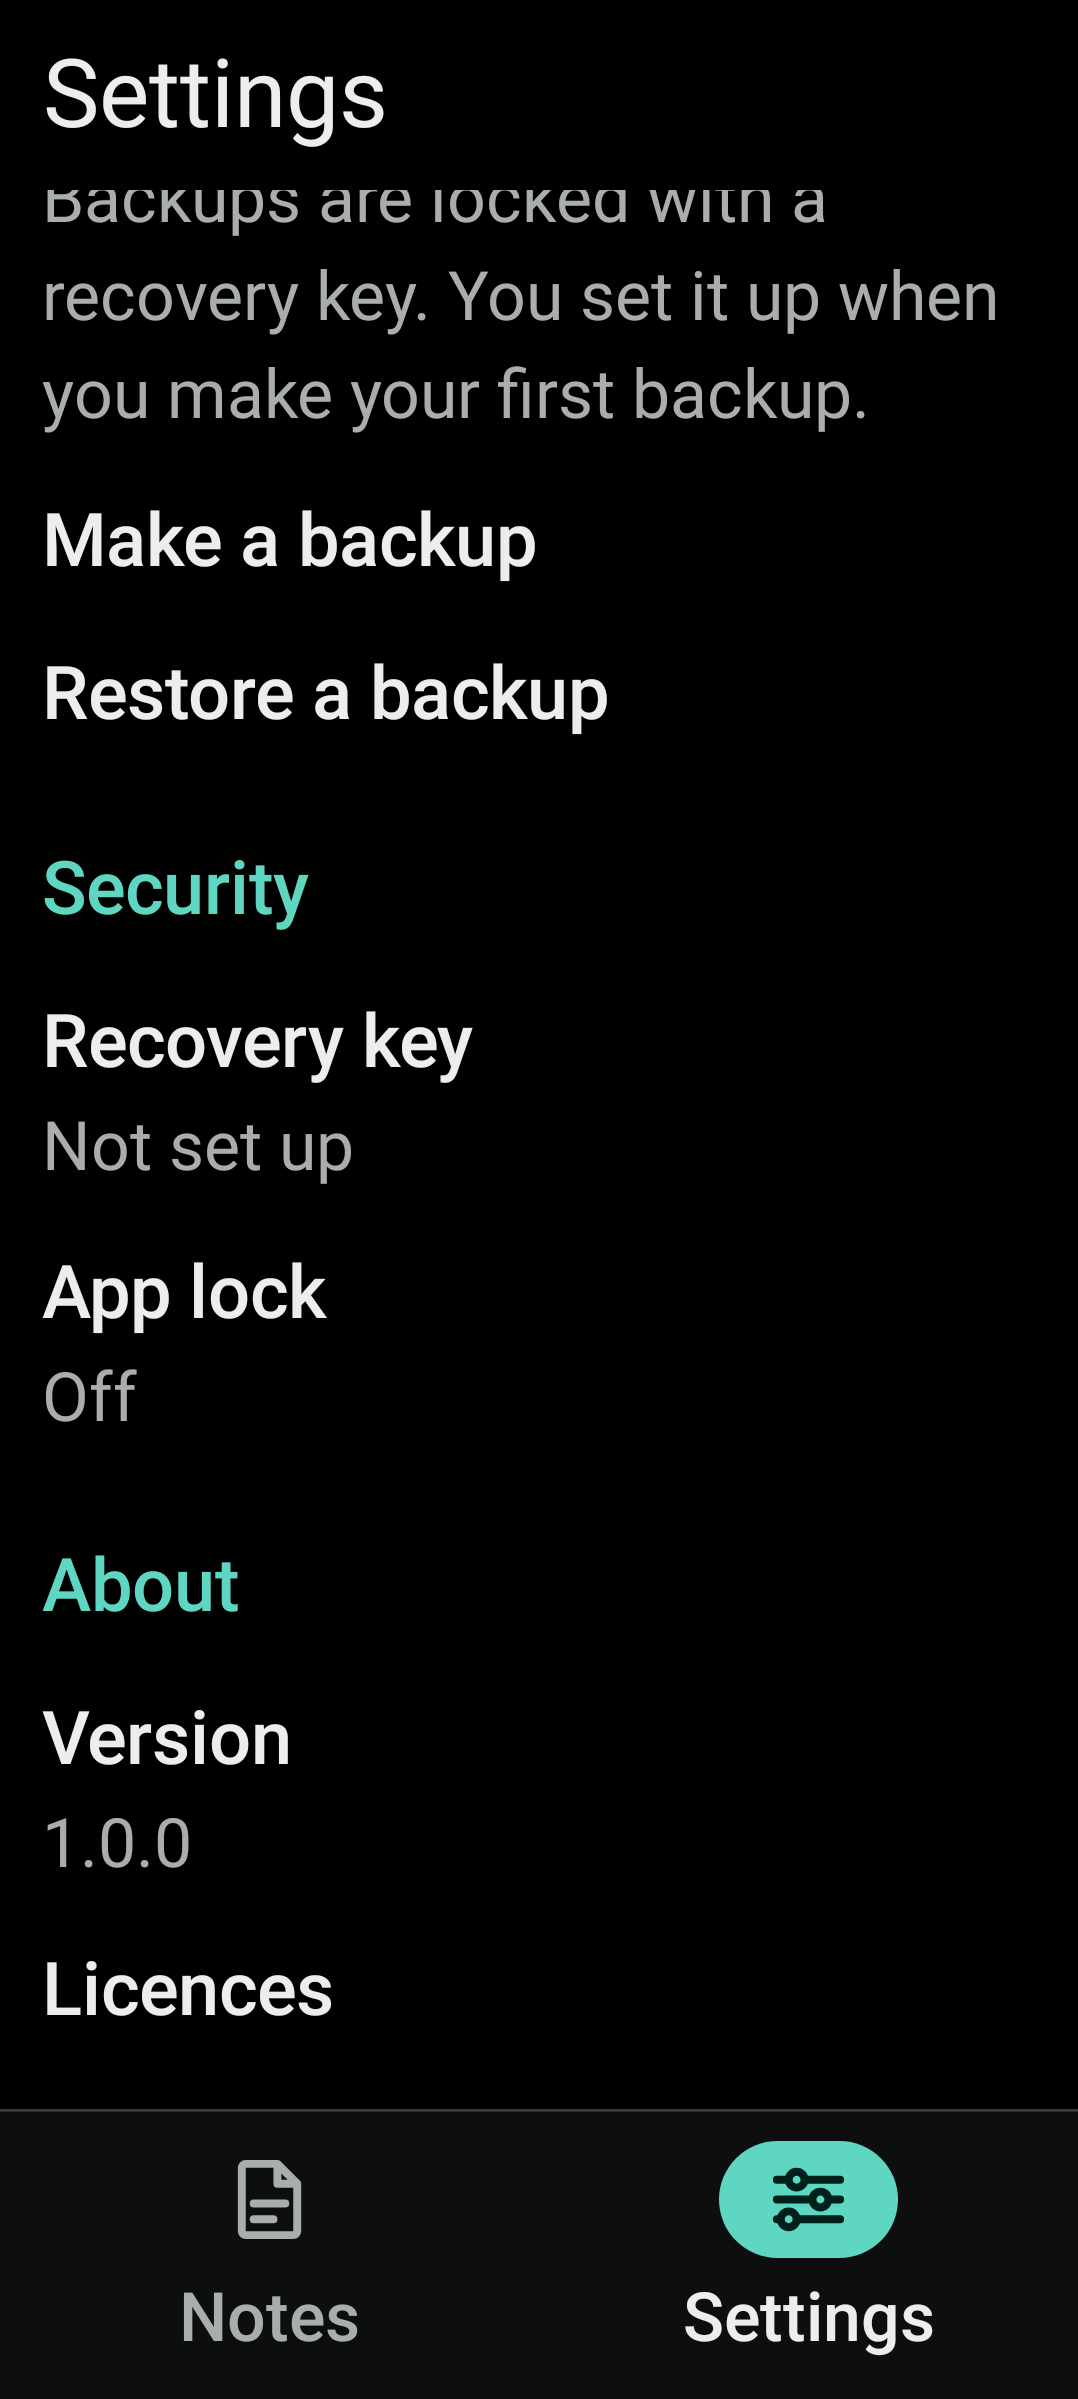 Settings
Backups are locked with a
recovery key. You set it up when
you make your first backup.
Make a backup
Restore a backup
Security
Recovery key
Not set up
App lock
Off
About
Version
1.0.0
Licences
Notes
Settings